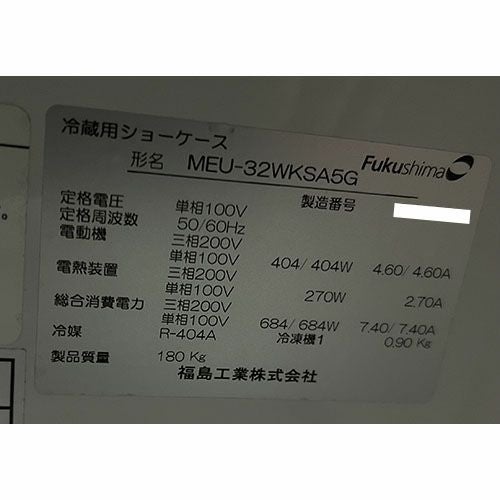 冷蔵用ショーケース
Fukushima
形名 MEU-32WKSA5G
製造番号
定格電圧 単相100V
定格周波数 50/60Hz
電動機 三相200V
単相100V 404/404W 4.60/4.60A
電熱装置 三相200V
単相100V 270W 2.70A
総合消費電力 三相200V
単相100V 684/684W 7.40/7.40A
冷媒 R-404A 冷凍機1 0.90 Kg
製品質量 180 Kg
福島工業株式会社
。